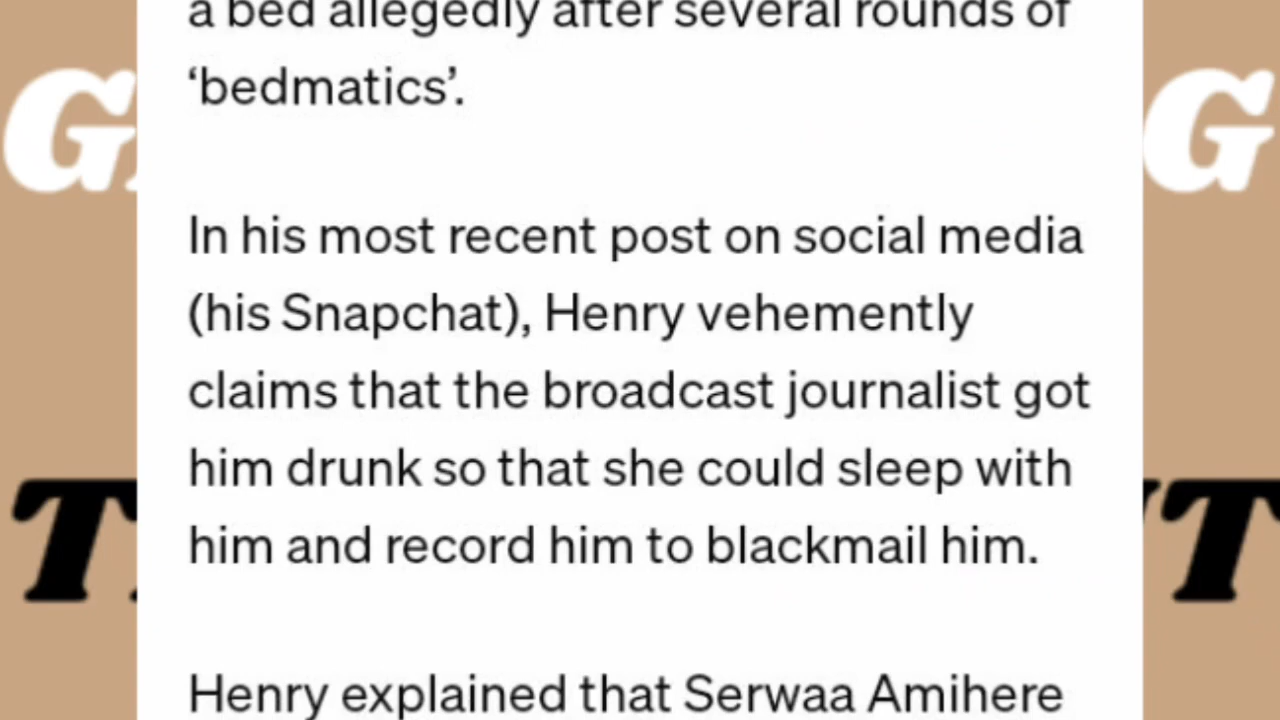 a bed allegedly after several rounds of
‘bedmatics’.
In his most recent post on social media
(his Snapchat), Henry vehemently
claims that the broadcast journalist got
him drunk so that she could sleep with
him and record him to blackmail him.
Henry explained that Serwaa Amihere